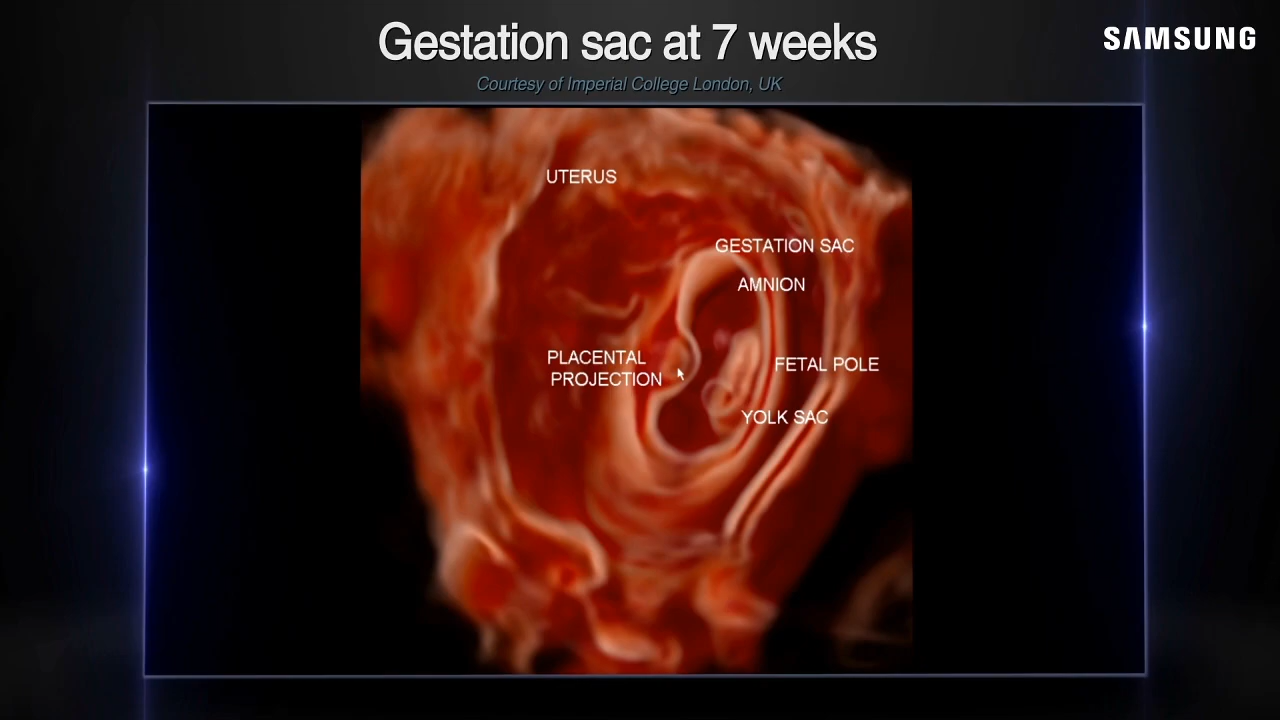 Gestation sac at 7 weeks
SAMSUNG
Courtesy of Imperial College London, UK
UTERUS
GESTATION SAC
AMNION
PLACENTAL
PROJECTION
FETAL POLE
YOLK SAC